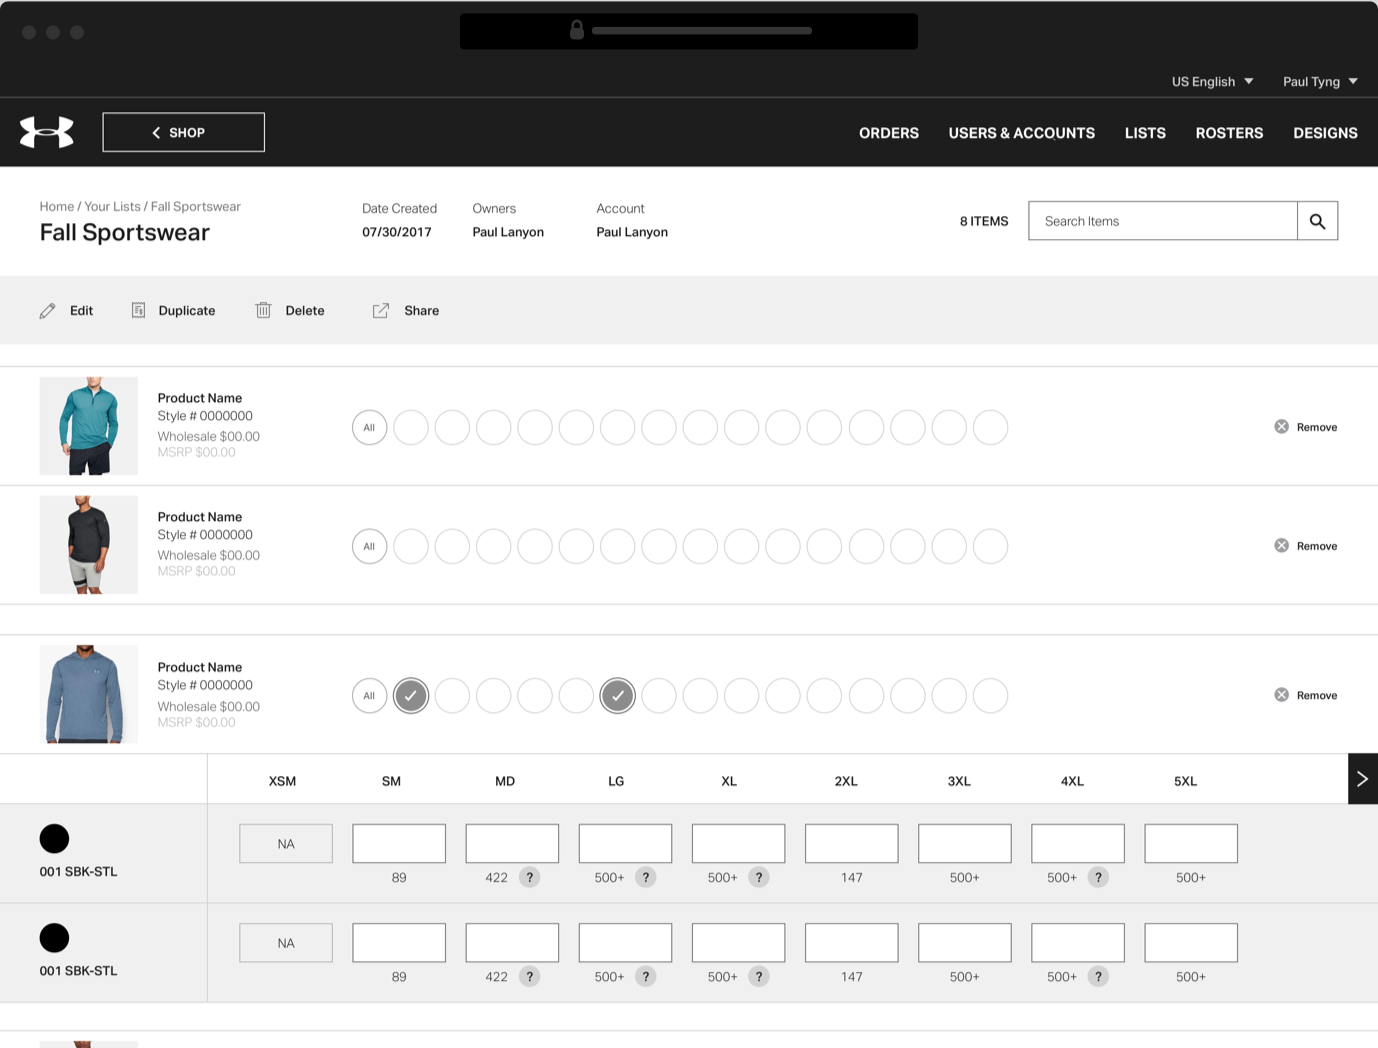 US English
Paul Tyng
SHOP
ORDERS
USERS & ACCOUNTS
LISTS
ROSTERS
DESIGNS
Home / Your Lists / Fall Sportswear
Fall Sportswear
Date Created
07/30/2017
Owners
Paul Lanyon
Account
Paul Lanyon
8 ITEMS
Search Items
Edit
Duplicate
Delete
Share
Product Name
Style # 0000000
Wholesale $00.00
MSRP $00.00
All
Remove
Product Name
Style # 0000000
Wholesale $00.00
MSRP $00.00
All
Remove
Product Name
Style # 0000000
Wholesale $00.00
MSRP $00.00
All
Remove
XSM SM MD LG XL 2XL 3XL 4XL 5XL
001 SBK-STL
NA
89 422 ? 500+ ? 500+ ? 147 500+ 500+ ? 500+
001 SBK-STL
NA
89 422 ? 500+ ? 500+ ? 147 500+ 500+ ? 500+